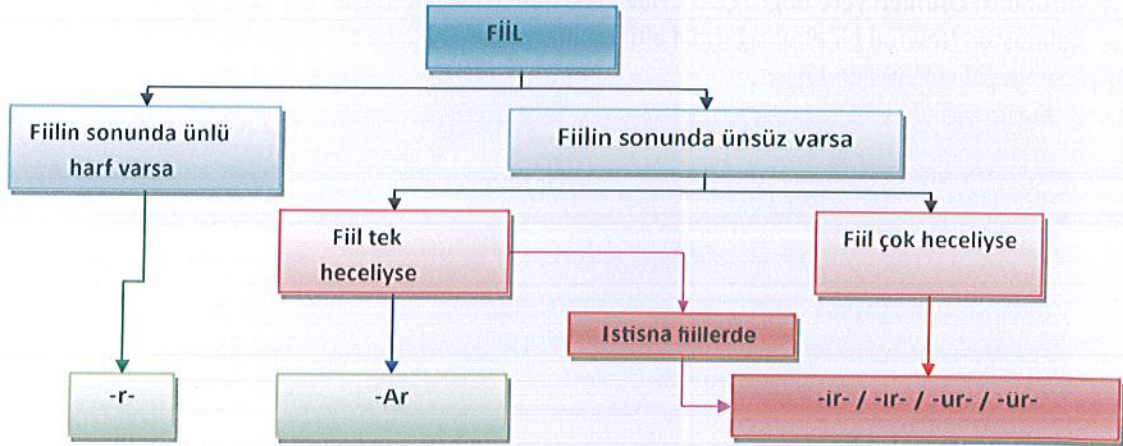 FİİL
Fiilin sonunda ünlü
harf varsa
Fiilin sonunda ünsüz varsa
Fiil tek
heceliyse
Fiil çok heceliyse
İstisna fiillerde
-r-
-Ar
-ir- / -ır- / -ur- / -ür-